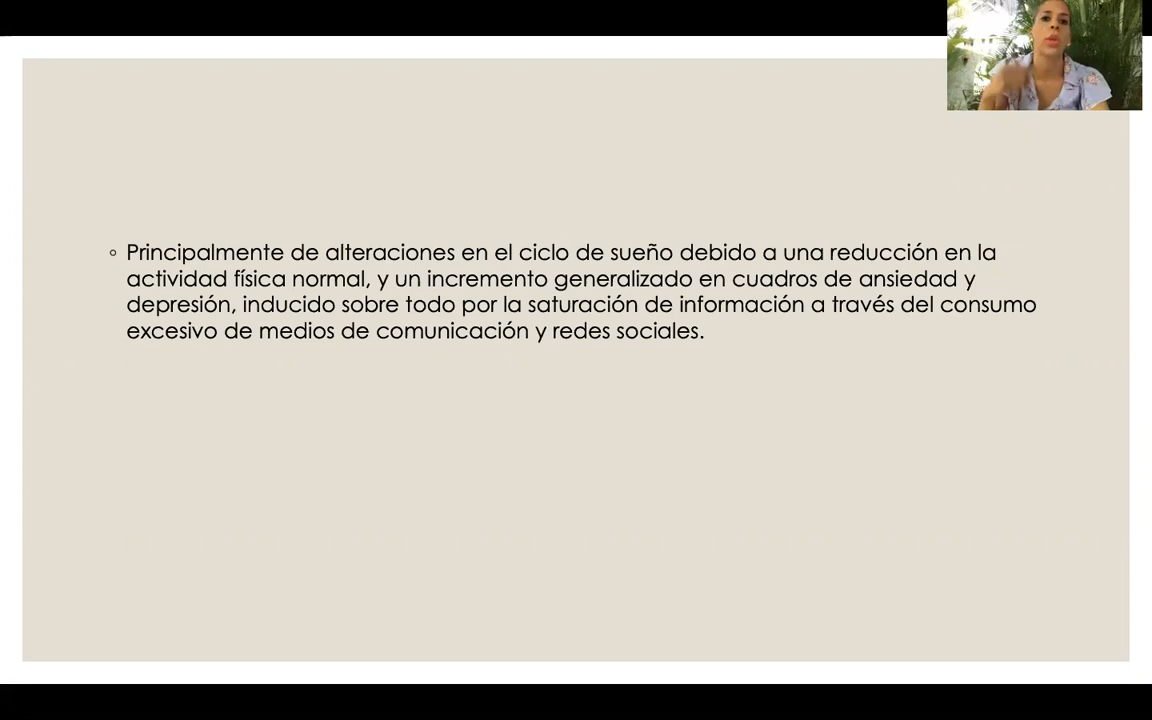 ◦ Principalmente de alteraciones en el ciclo de sueño debido a una reducción en la
actividad física normal, y un incremento generalizado en cuadros de ansiedad y
depresión, inducido sobre todo por la saturación de información a través del consumo
excesivo de medios de comunicación y redes sociales.